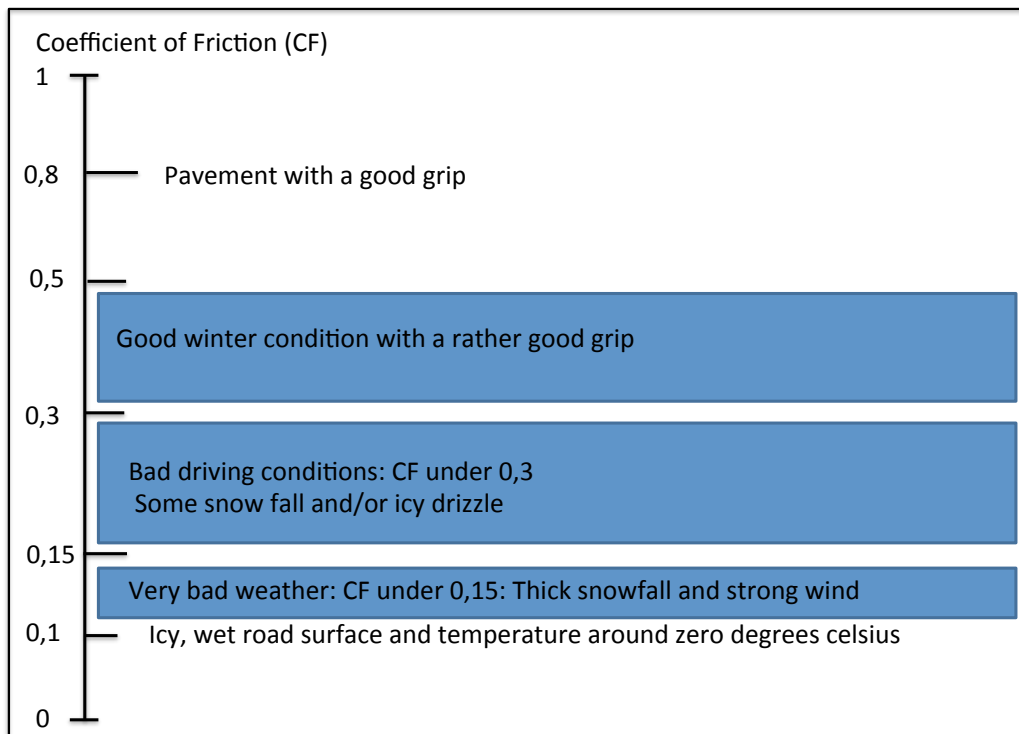 Coefficient of Friction (CF)
1
0,8
Pavement with a good grip
0,5
Good winter condition with a rather good grip
0,3
Bad driving conditions: CF under 0,3
Some snow fall and/or icy drizzle
0,15
Very bad weather: CF under 0,15: Thick snowfall and strong wind
0,1
Icy, wet road surface and temperature around zero degrees celsius
0